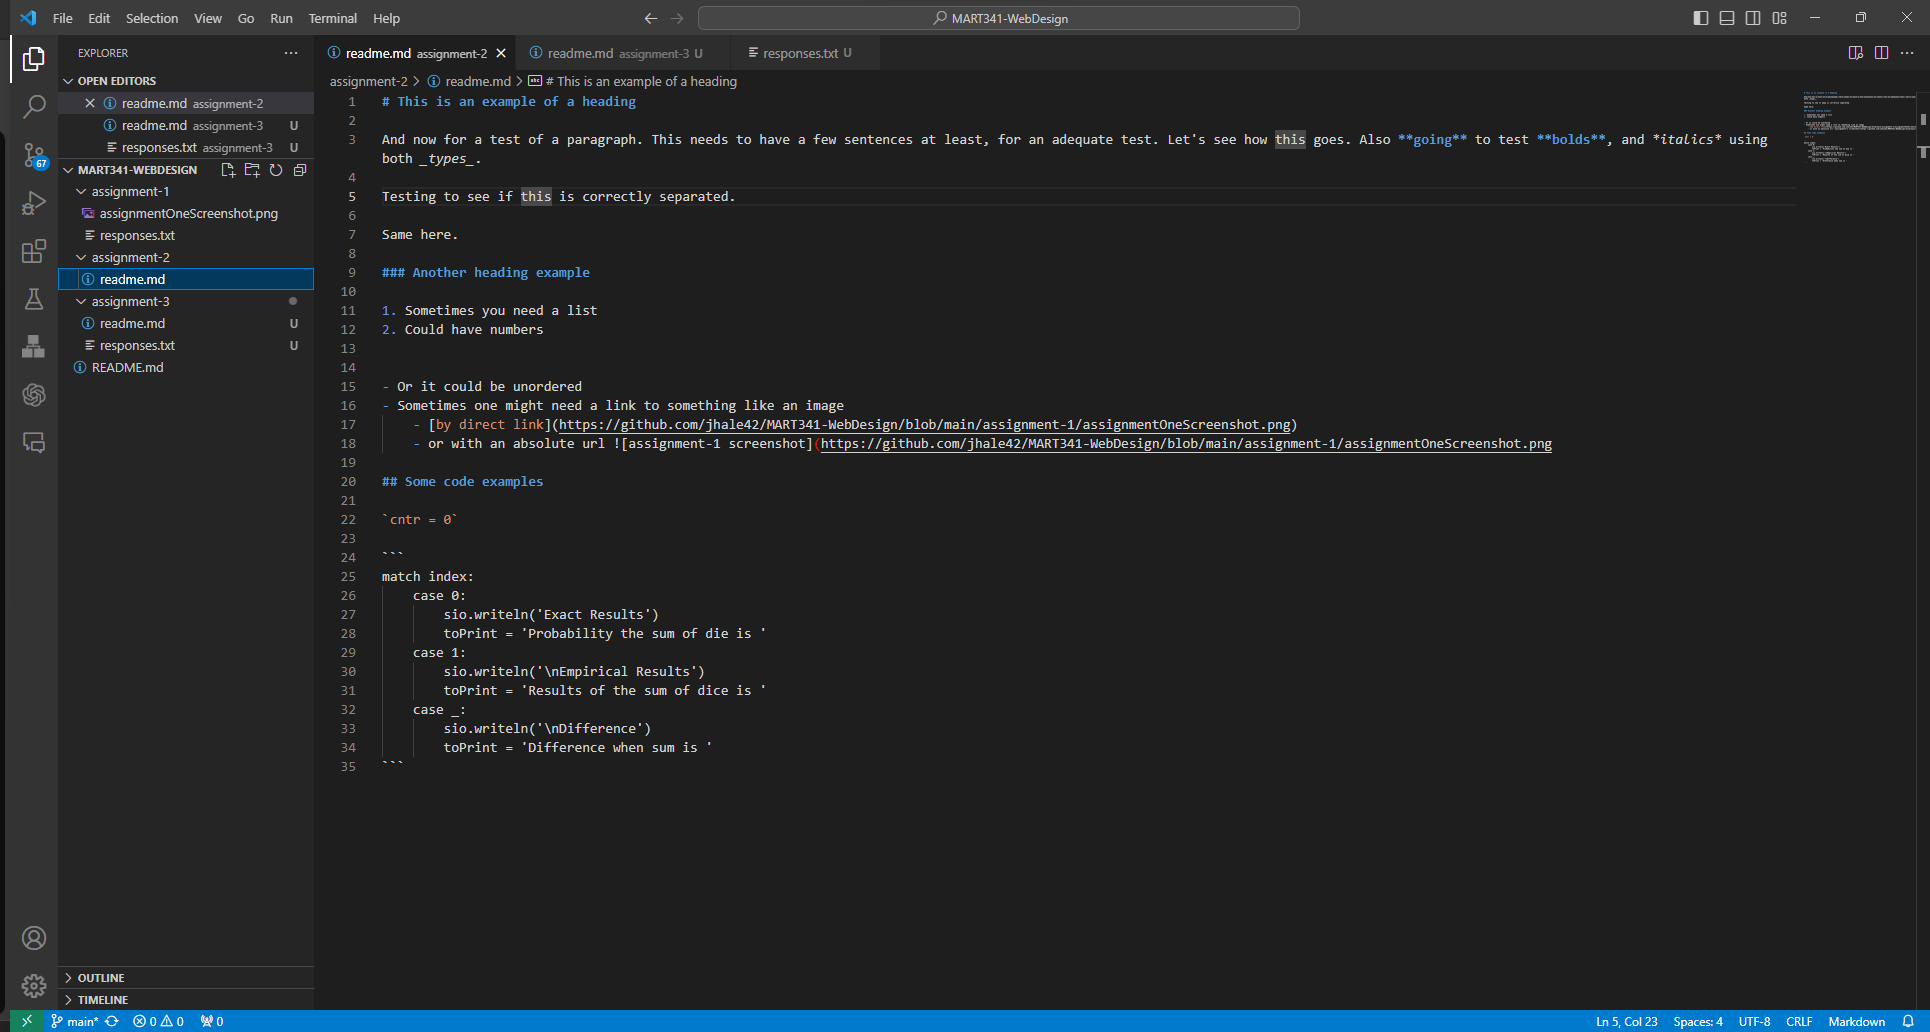 File Edit Selection View Go Run Terminal Help
MART341-WebDesign
EXPLORER
OPEN EDITORS
readme.md assignment-2
readme.md assignment-3 U
responses.txt assignment-3 U
67
MART341-WEBDESIGN
assignment-1
assignmentOneScreenshot.png
responses.txt
assignment-2
readme.md
assignment-3
readme.md U
responses.txt U
README.md
OUTLINE
TIMELINE
readme.md assignment-2
readme.md assignment-3 U
responses.txt U
assignment-2 > readme.md > # This is an example of a heading
1 # This is an example of a heading
2
3 And now for a test of a paragraph. This needs to have a few sentences at least, for an adequate test. Let's see how this goes. Also **going** to test **bolds**, and *italics* using
both _types_.
4
5 Testing to see if this is correctly separated.
6
7 Same here.
8
9 ### Another heading example
10
11 1. Sometimes you need a list
12 2. Could have numbers
13
14
15 - Or it could be unordered
16 - Sometimes one might need a link to something like an image
17 - [by direct link](https://github.com/jhale42/MART341-WebDesign/blob/main/assignment-1/assignmentOneScreenshot.png)
18 - or with an absolute url ![assignment-1 screenshot](https://github.com/jhale42/MART341-WebDesign/blob/main/assignment-1/assignmentOneScreenshot.png
19
20 ## Some code examples
21
22 `cntr = 0`
23
24 ```
25 match index:
26 case 0:
27 sio.writeln('Exact Results')
28 toPrint = 'Probability the sum of die is '
29 case 1:
30 sio.writeln('\nEmpirical Results')
31 toPrint = 'Results of the sum of dice is '
32 case _:
33 sio.writeln('\nDifference')
34 toPrint = 'Difference when sum is '
35 ```
main* 0 0 0
Ln 5, Col 23 Spaces: 4 UTF-8 CRLF Markdown